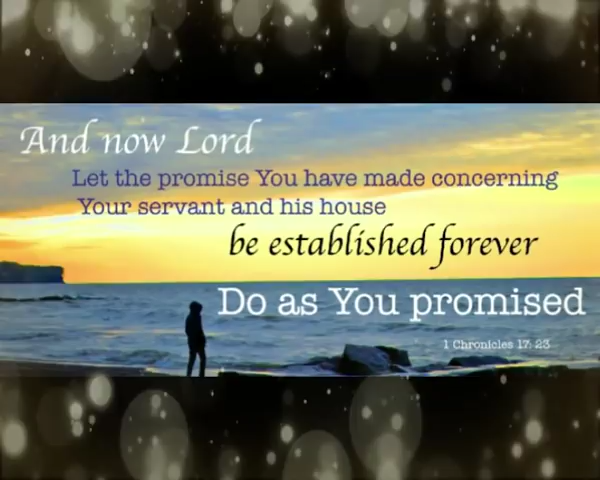 And now Lord
Let the promise You have made concerning
Your servant and his house
be established forever
Do as You promised
1 Chronicles 17: 23